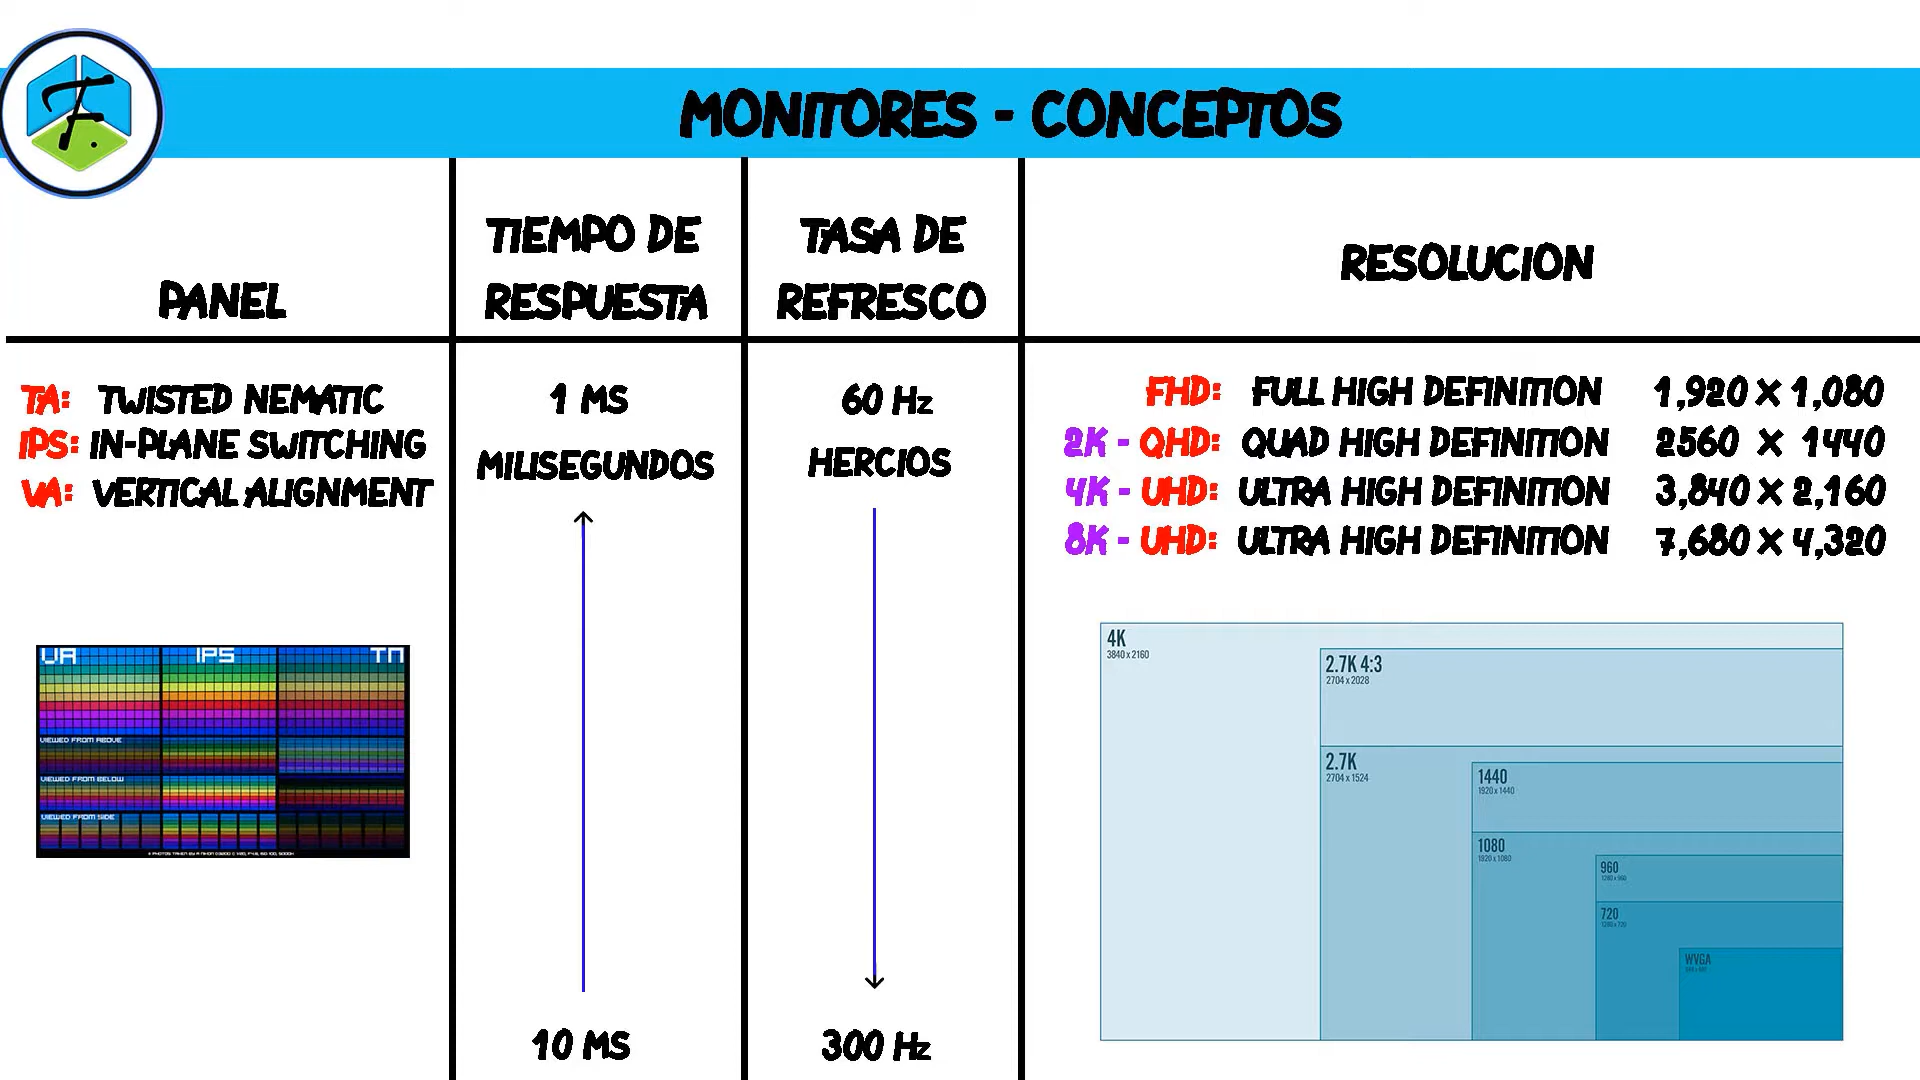 F.
MONITORES - CONCEPTOS
PANEL
TIEMPO DE
RESPUESTA
TASA DE
REFRESCO
RESOLUCION
TA: TWISTED NEMATIC
IPS: IN-PLANE SWITCHING
VA: VERTICAL ALIGNMENT
VA IPS TN
VIEWED FROM ABOVE
VIEWED FROM BELOW
VIEWED FROM SIDE
1 MS
MILISEGUNDOS
10 MS
60 Hz
HERCIOS
300 Hz
FHD: FULL HIGH DEFINITION 1,920 X 1,080
2K - QHD: QUAD HIGH DEFINITION 2560 X 1440
4K - UHD: ULTRA HIGH DEFINITION 3,840 X 2,160
8K - UHD: ULTRA HIGH DEFINITION 7,680 X 4,320
4K
3840 x 2160
2.7K 4:3
2704 x 2028
2.7K
2704 x 1524
1440
1920 x 1440
1080
1920 x 1080
960
1280 x 960
720
1280 x 720
WVGA